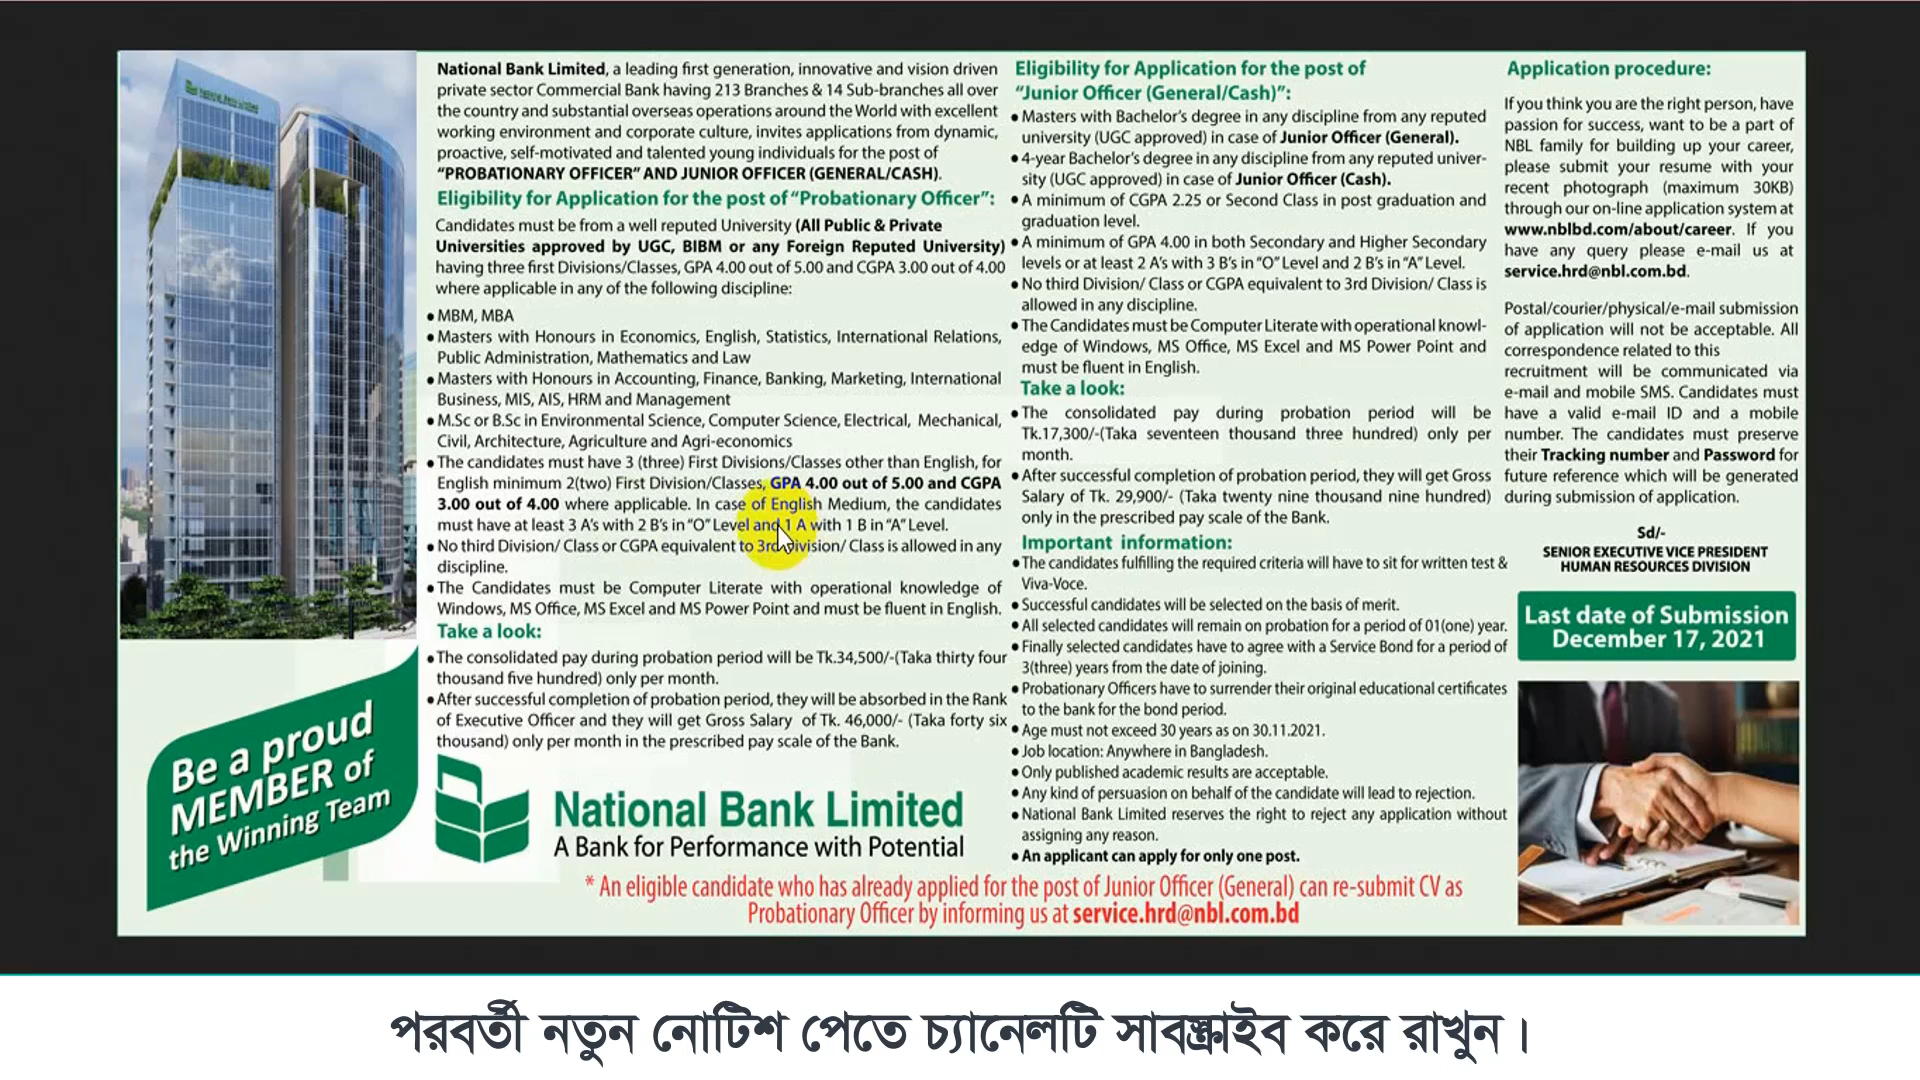 National Bank Limited, a leading first generation, innovative and vision driven
private sector Commercial Bank having 213 Branches & 14 Sub-branches all over
the country and substantial overseas operations around the World with excellent
working environment and corporate culture, invites applications from dynamic,
proactive, self-motivated and talented young individuals for the post of
“PROBATIONARY OFFICER” AND JUNIOR OFFICER (GENERAL/CASH).
Eligibility for Application for the post of “Probationary Officer”:
Candidates must be from a well reputed University (All Public & Private
Universities approved by UGC, BIBM or any Foreign Reputed University)
having three first Divisions/Classes, GPA 4.00 out of 5.00 and CGPA 3.00 out of 4.00
where applicable in any of the following discipline:
• MBM, MBA
• Masters with Honours in Economics, English, Statistics, International Relations,
Public Administration, Mathematics and Law
• Masters with Honours in Accounting, Finance, Banking, Marketing, International
Business, MIS, AIS, HRM and Management
• M.Sc or B.Sc in Environmental Science, Computer Science, Electrical, Mechanical,
Civil, Architecture, Agriculture and Agri-economics
• The candidates must have 3 (three) First Divisions/Classes other than English, for
English minimum 2(two) First Division/Classes, GPA 4.00 out of 5.00 and CGPA
3.00 out of 4.00 where applicable. In case of English Medium, the candidates
must have at least 3 A’s with 2 B’s in “O” Level and 1 A with 1 B in “A” Level.
• No third Division/ Class or CGPA equivalent to 3rd Division/ Class is allowed in any
discipline.
• The Candidates must be Computer Literate with operational knowledge of
Windows, MS Office, MS Excel and MS Power Point and must be fluent in English.
Take a look:
• The consolidated pay during probation period will be Tk.34,500/-(Taka thirty four
thousand five hundred) only per month.
• After successful completion of probation period, they will be absorbed in the Rank
of Executive Officer and they will get Gross Salary of Tk. 46,000/- (Taka forty six
thousand) only per month in the prescribed pay scale of the Bank.
Be a proud
MEMBER of
the Winning Team
National Bank Limited
A Bank for Performance with Potential
Eligibility for Application for the post of
“Junior Officer (General/Cash)”:
• Masters with Bachelor’s degree in any discipline from any reputed
university (UGC approved) in case of Junior Officer (General).
• 4-year Bachelor’s degree in any discipline from any reputed univer-
sity (UGC approved) in case of Junior Officer (Cash).
• A minimum of CGPA 2.25 or Second Class in post graduation and
graduation level.
• A minimum of GPA 4.00 in both Secondary and Higher Secondary
levels or at least 2 A’s with 3 B’s in “O” Level and 2 B’s in “A” Level.
• No third Division/ Class or CGPA equivalent to 3rd Division/ Class is
allowed in any discipline.
• The Candidates must be Computer Literate with operational knowl-
edge of Windows, MS Office, MS Excel and MS Power Point and
must be fluent in English.
Take a look:
• The consolidated pay during probation period will be
Tk.17,300/-(Taka seventeen thousand three hundred) only per
month.
• After successful completion of probation period, they will get Gross
Salary of Tk. 29,900/- (Taka twenty nine thousand nine hundred)
only in the prescribed pay scale of the Bank.
Important information:
• The candidates fulfilling the required criteria will have to sit for written test &
Viva-Voce.
• Successful candidates will be selected on the basis of merit.
• All selected candidates will remain on probation for a period of 01(one) year.
• Finally selected candidates have to agree with a Service Bond for a period of
3(three) years from the date of joining.
• Probationary Officers have to surrender their original educational certificates
to the bank for the bond period.
• Age must not exceed 30 years as on 30.11.2021.
• Job location: Anywhere in Bangladesh.
• Only published academic results are acceptable.
• Any kind of persuasion on behalf of the candidate will lead to rejection.
• National Bank Limited reserves the right to reject any application without
assigning any reason.
• An applicant can apply for only one post.
Application procedure:
If you think you are the right person, have
passion for success, want to be a part of
NBL family for building up your career,
please submit your resume with your
recent photograph (maximum 30KB)
through our on-line application system at
www.nblbd.com/about/career. If you
have any query please e-mail us at
service.hrd@nbl.com.bd.
Postal/courier/physical/e-mail submission
of application will not be acceptable. All
correspondence related to this
recruitment will be communicated via
e-mail and mobile SMS. Candidates must
have a valid e-mail ID and a mobile
number. The candidates must preserve
their Tracking number and Password for
future reference which will be generated
during submission of application.
Sd/-
SENIOR EXECUTIVE VICE PRESIDENT
HUMAN RESOURCES DIVISION
Last date of Submission
December 17, 2021
* An eligible candidate who has already applied for the post of Junior Officer (General) can re-submit CV as
Probationary Officer by informing us at service.hrd@nbl.com.bd
পরবর্তী নতুন নোটিশ পেতে চ্যানেলটি সাবস্ক্রাইব করে রাখুন।